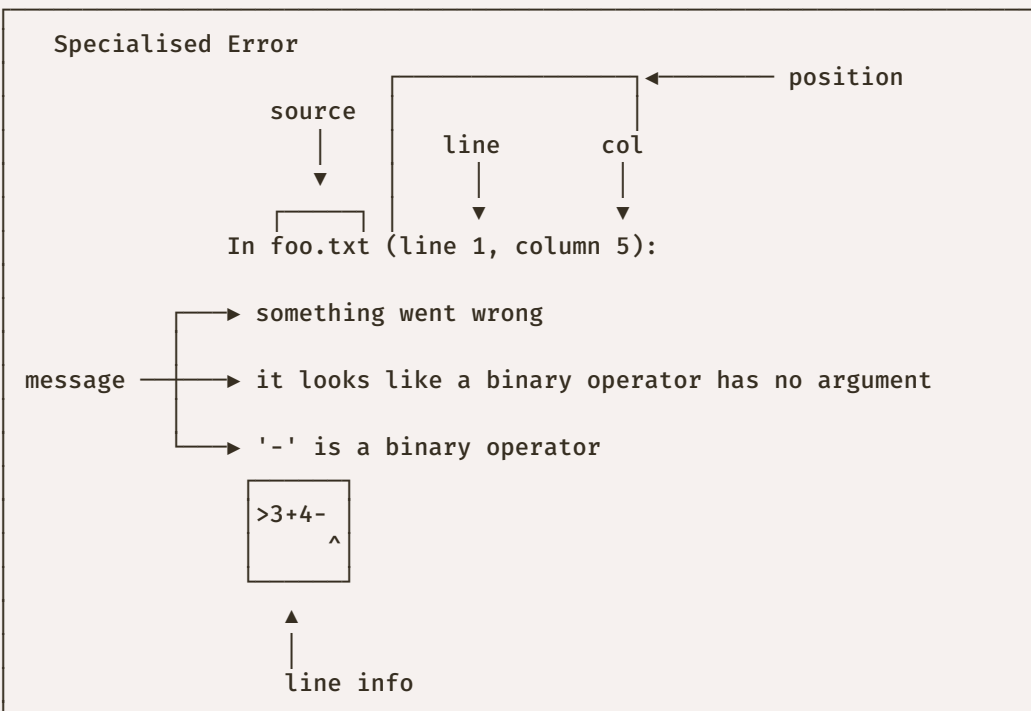 Specialised Error
position
source
line col
In foo.txt (line 1, column 5):
something went wrong
message it looks like a binary operator has no argument
'-' is a binary operator
>3+4-
^
line info